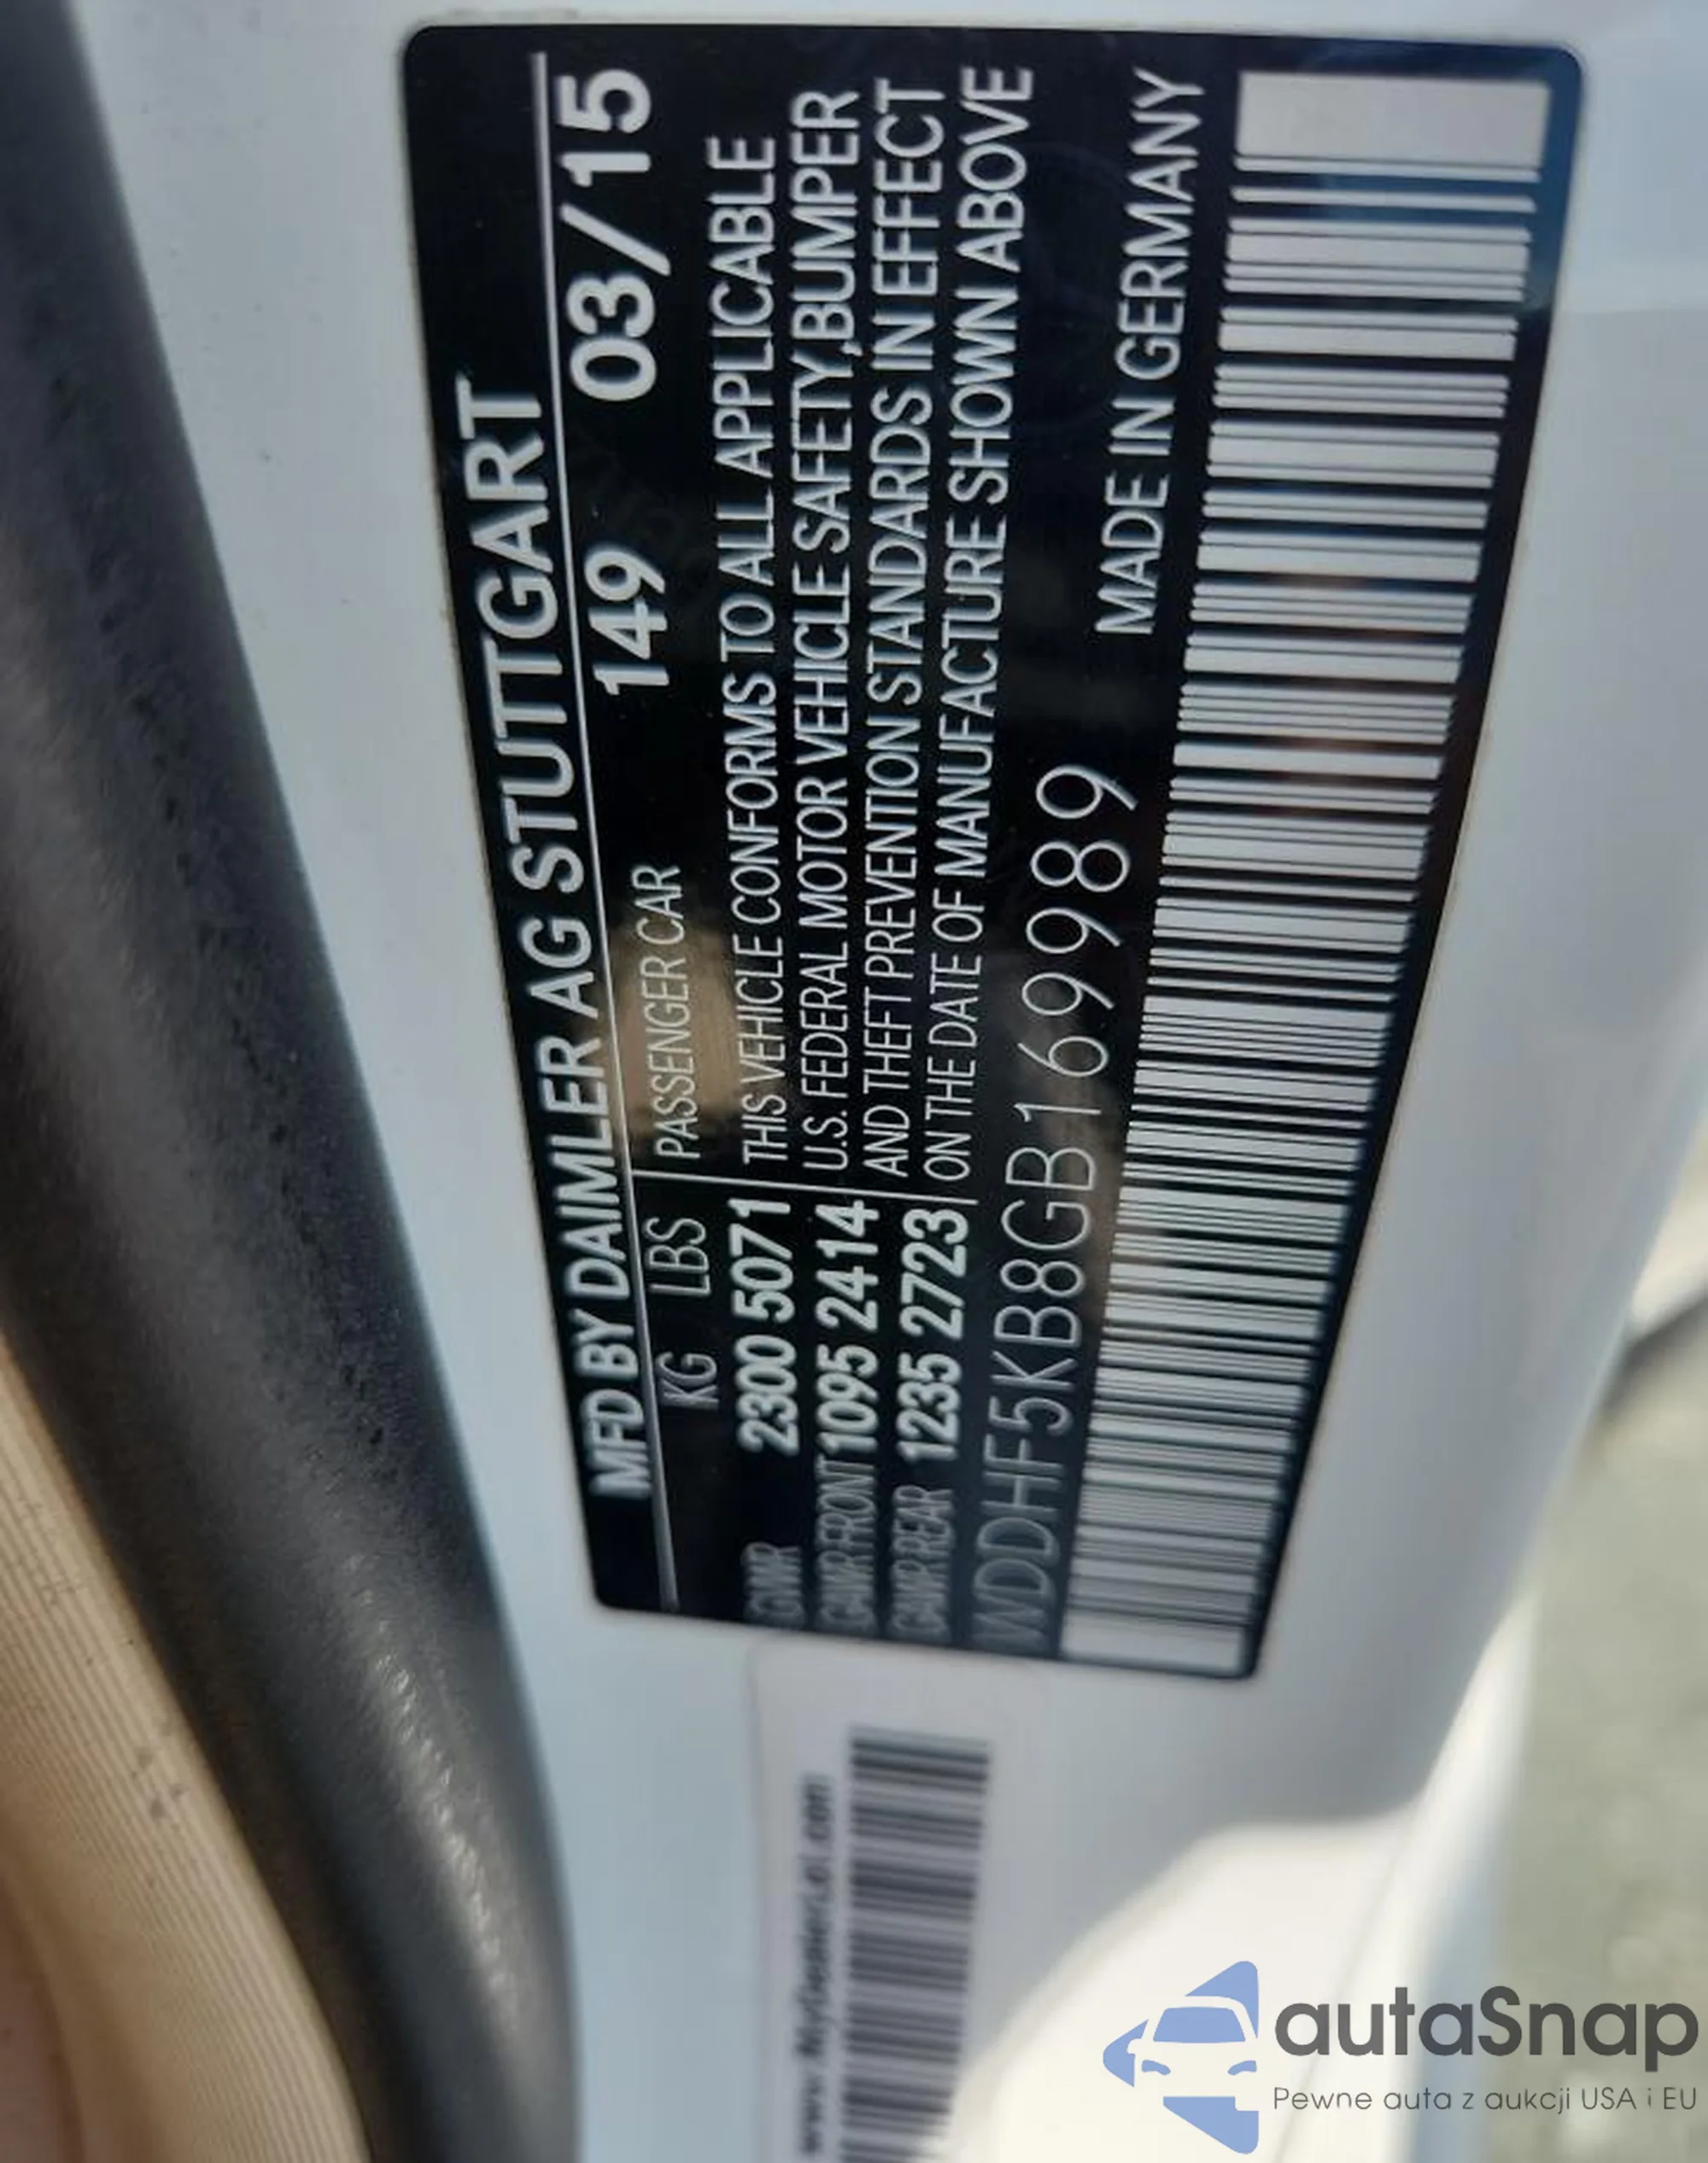 MFD BY DAIMLER AG STUTTGART
149 03/15
KG LBS PASSENGER CAR
GVWR 2300 5071 THIS VEHICLE CONFORMS TO ALL APPLICABLE
GAWR FRONT 1095 2414 U.S. FEDERAL MOTOR VEHICLE SAFETY,BUMPER
GAWR REAR 1235 2723 AND THEFT PREVENTION STANDARDS IN EFFECT
ON THE DATE OF MANUFACTURE SHOWN ABOVE
WDDHF5KB8GB169989
MADE IN GERMANY
autaSnap
Pewne auta z aukcji USA i EU